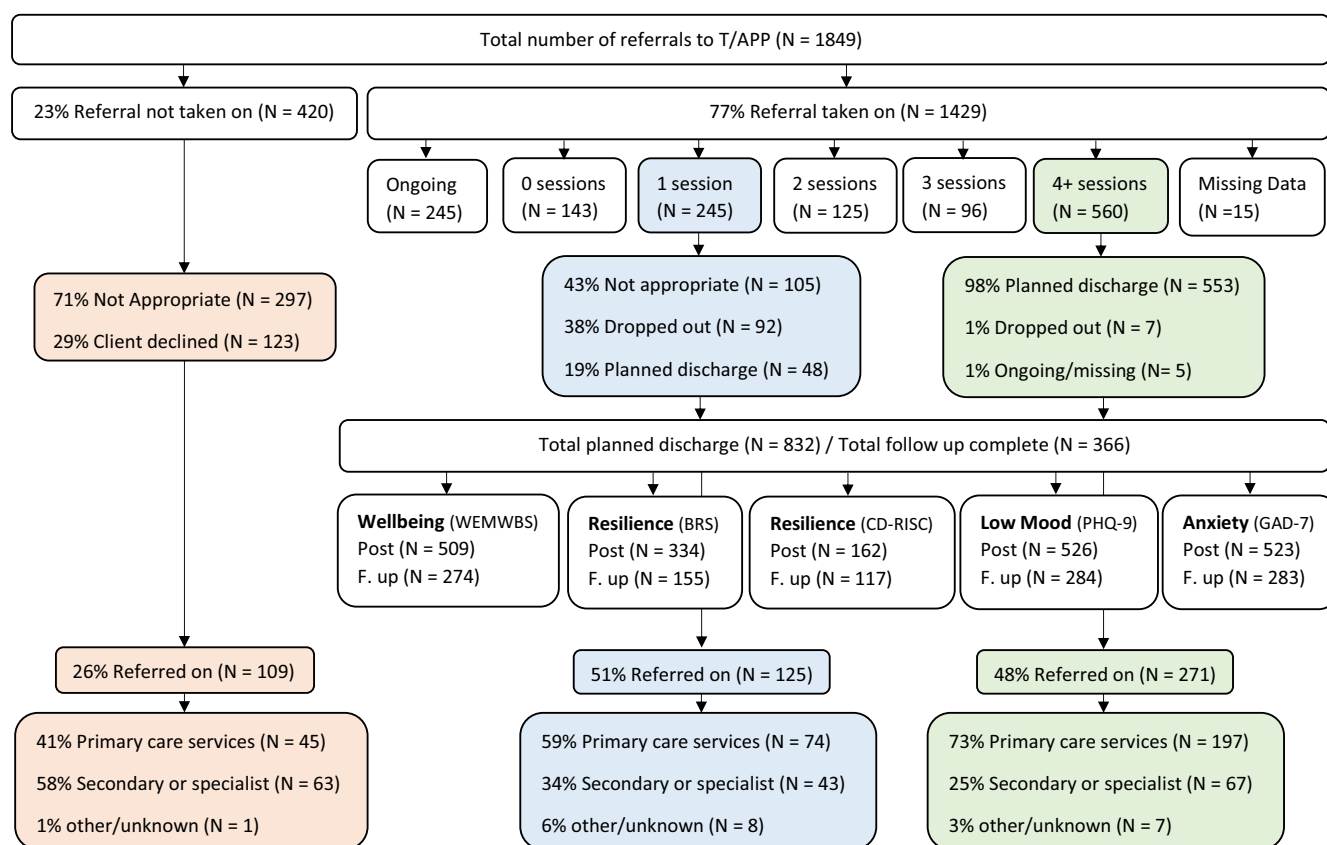 Total number of referrals to T/APP (N = 1849)
23% Referral not taken on (N = 420)
77% Referral taken on (N = 1429)
Ongoing
(N = 245)
0 sessions
(N = 143)
1 session
(N = 245)
2 sessions
(N = 125)
3 sessions
(N = 96)
4+ sessions
(N = 560)
Missing Data
(N =15)
71% Not Appropriate (N = 297)
29% Client declined (N = 123)
43% Not appropriate (N = 105)
38% Dropped out (N = 92)
19% Planned discharge (N = 48)
98% Planned discharge (N = 553)
1% Dropped out (N = 7)
1% Ongoing/missing (N= 5)
Total planned discharge (N = 832) / Total follow up complete (N = 366)
Wellbeing (WEMWBS)
Post (N = 509)
F. up (N = 274)
Resilience (BRS)
Post (N = 334)
F. up (N = 155)
Resilience (CD-RISC)
Post (N = 162)
F. up (N = 117)
Low Mood (PHQ-9)
Post (N = 526)
F. up (N = 284)
Anxiety (GAD-7)
Post (N = 523)
F. up (N = 283)
26% Referred on (N = 109)
51% Referred on (N = 125)
48% Referred on (N = 271)
41% Primary care services (N = 45)
58% Secondary or specialist (N = 63)
1% other/unknown (N = 1)
59% Primary care services (N = 74)
34% Secondary or specialist (N = 43)
6% other/unknown (N = 8)
73% Primary care services (N = 197)
25% Secondary or specialist (N = 67)
3% other/unknown (N = 7)